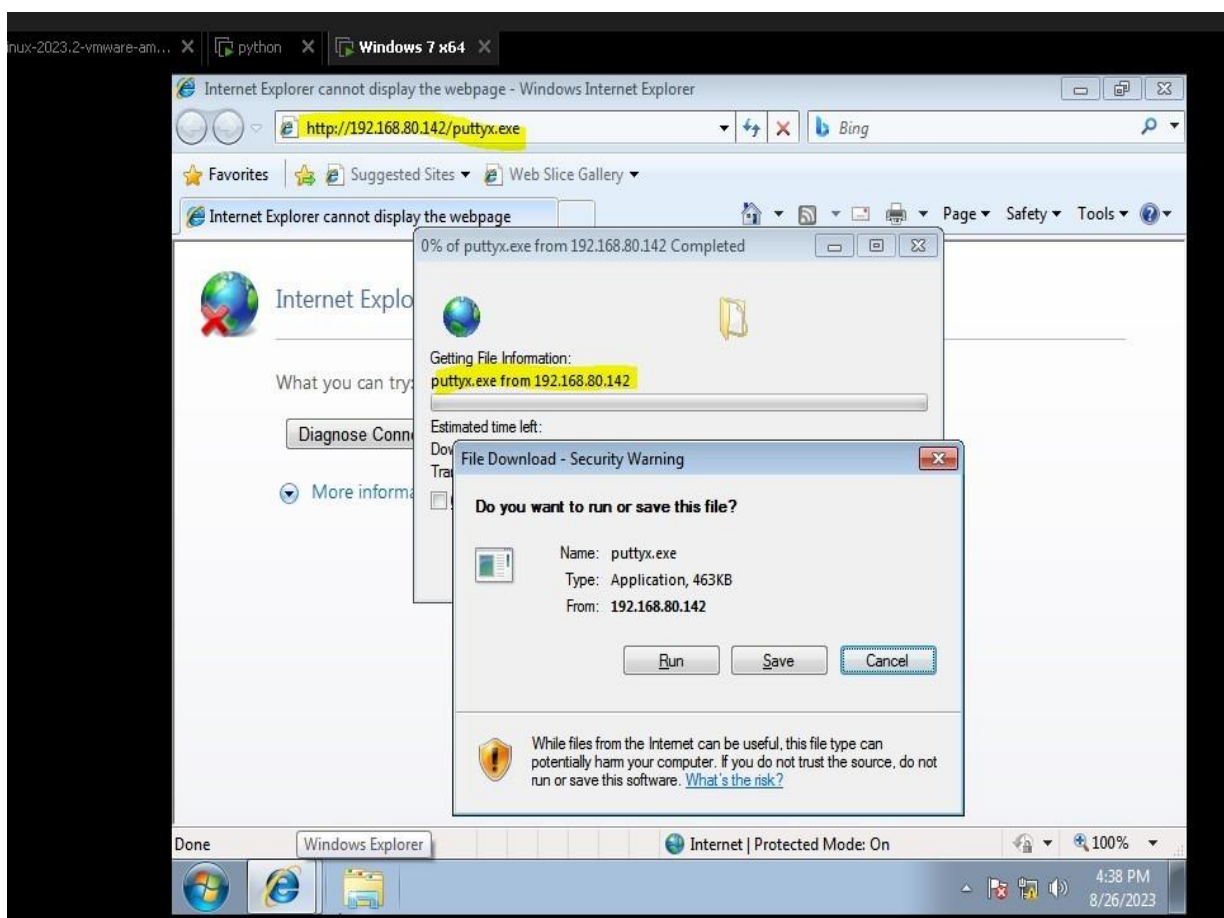 inux-2023.2-vmware-am...
python
Windows 7 x64
Internet Explorer cannot display the webpage - Windows Internet Explorer
http://192.168.80.142/puttyx.exe
Bing
Favorites
Suggested Sites
Web Slice Gallery
Internet Explorer cannot display the webpage
Page
Safety
Tools
0% of puttyx.exe from 192.168.80.142 Completed
Internet Explo
Getting File Information:
puttyx.exe from 192.168.80.142
What you can try:
Diagnose Conn
Estimated time left:
Dow
Tra
More informa
File Download - Security Warning
Do you want to run or save this file?
Name: puttyx.exe
Type: Application, 463KB
From: 192.168.80.142
Run
Save
Cancel
While files from the Internet can be useful, this file type can
potentially harm your computer. If you do not trust the source, do not
run or save this software. What's the risk?
Done
Windows Explorer
Internet | Protected Mode: On
100%
4:38 PM
8/26/2023